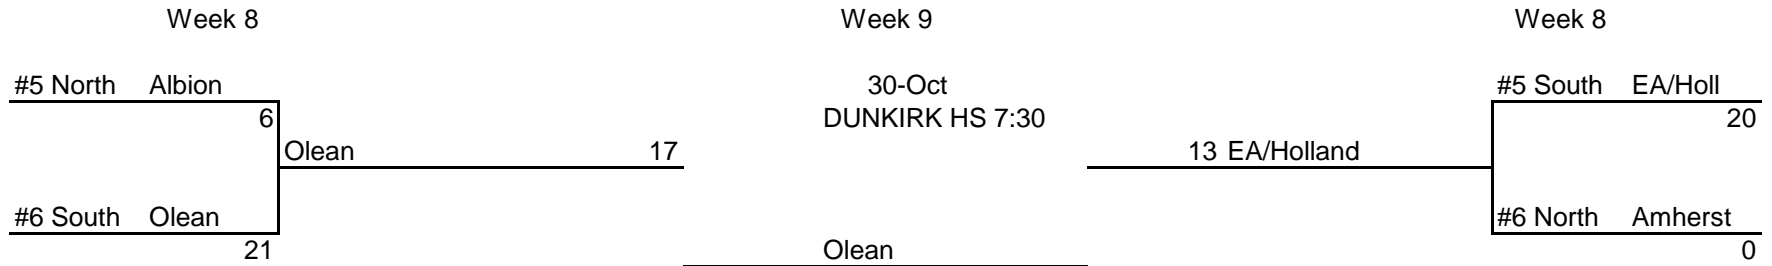 Week 8 Week 9 Week 8
#5 North Albion 30-Oct #5 South EA/Holl
6 DUNKIRK HS 7:30 20
Olean 17 13 EA/Holland
#6 South Olean #6 North Amherst
21 Olean 0